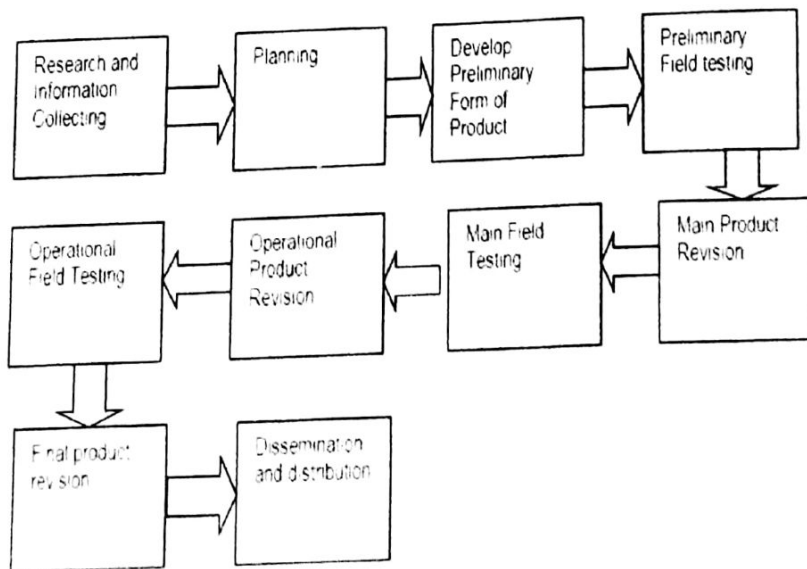 Research and
Information
Collecting
Planning
Develop
Preliminary
Form of
Product
Preliminary
Field testing
Main Product
Revision
Main Field
Testing
Operational
Product
Revision
Operational
Field Testing
Final product
revision
Dissemination
and distribution